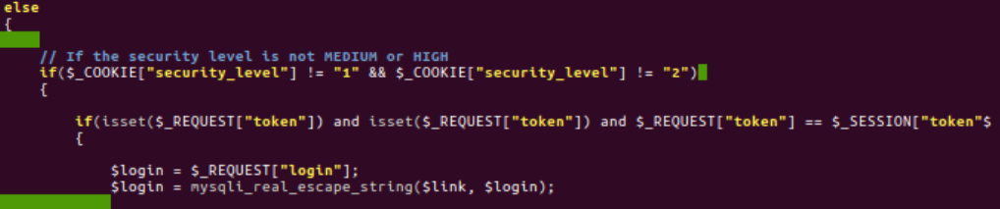 else
{
// If the security level is not MEDIUM or HIGH
if($_COOKIE["security_level"] != "1" && $_COOKIE["security_level"] != "2")
{
if(isset($_REQUEST["token"]) and isset($_REQUEST["token"]) and $_REQUEST["token"] == $_SESSION["token"$
{
$login = $_REQUEST["login"];
$login = mysqli_real_escape_string($link, $login);